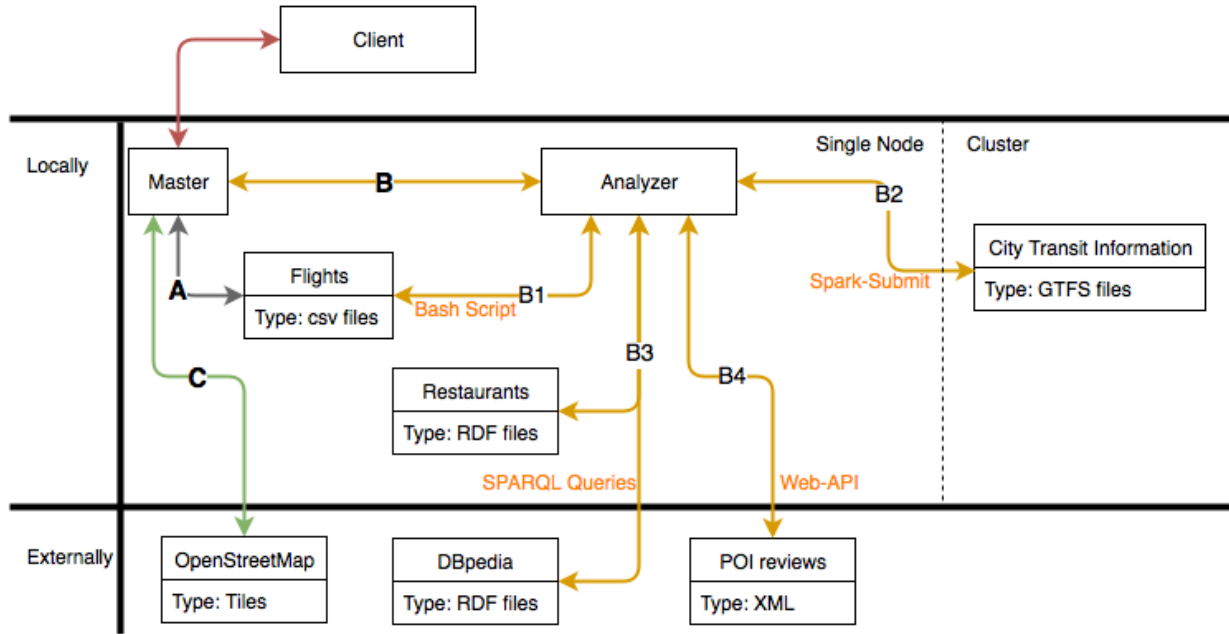 Client
Locally
Single Node
Cluster
Master
B
Analyzer
B2
City Transit Information
Type: GTFS files
Spark-Submit
A
Flights
Type: csv files
Bash Script
B1
B3
C
Restaurants
Type: RDF files
B4
SPARQL Queries
Web-API
Externally
OpenStreetMap
Type: Tiles
DBpedia
Type: RDF files
POI reviews
Type: XML